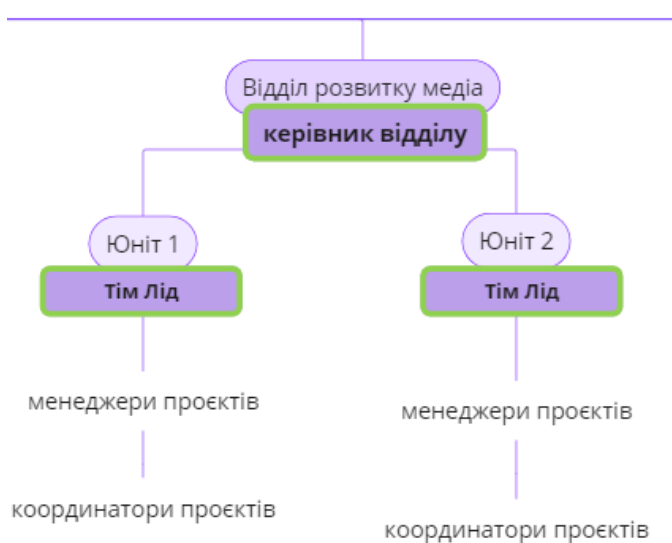 Відділ розвитку медіа
керівник відділу
Юніт 1
Тім Лід
менеджери проєктів
координатори проєктів
Юніт 2
Тім Лід
менеджери проєктів
координатори проєктів